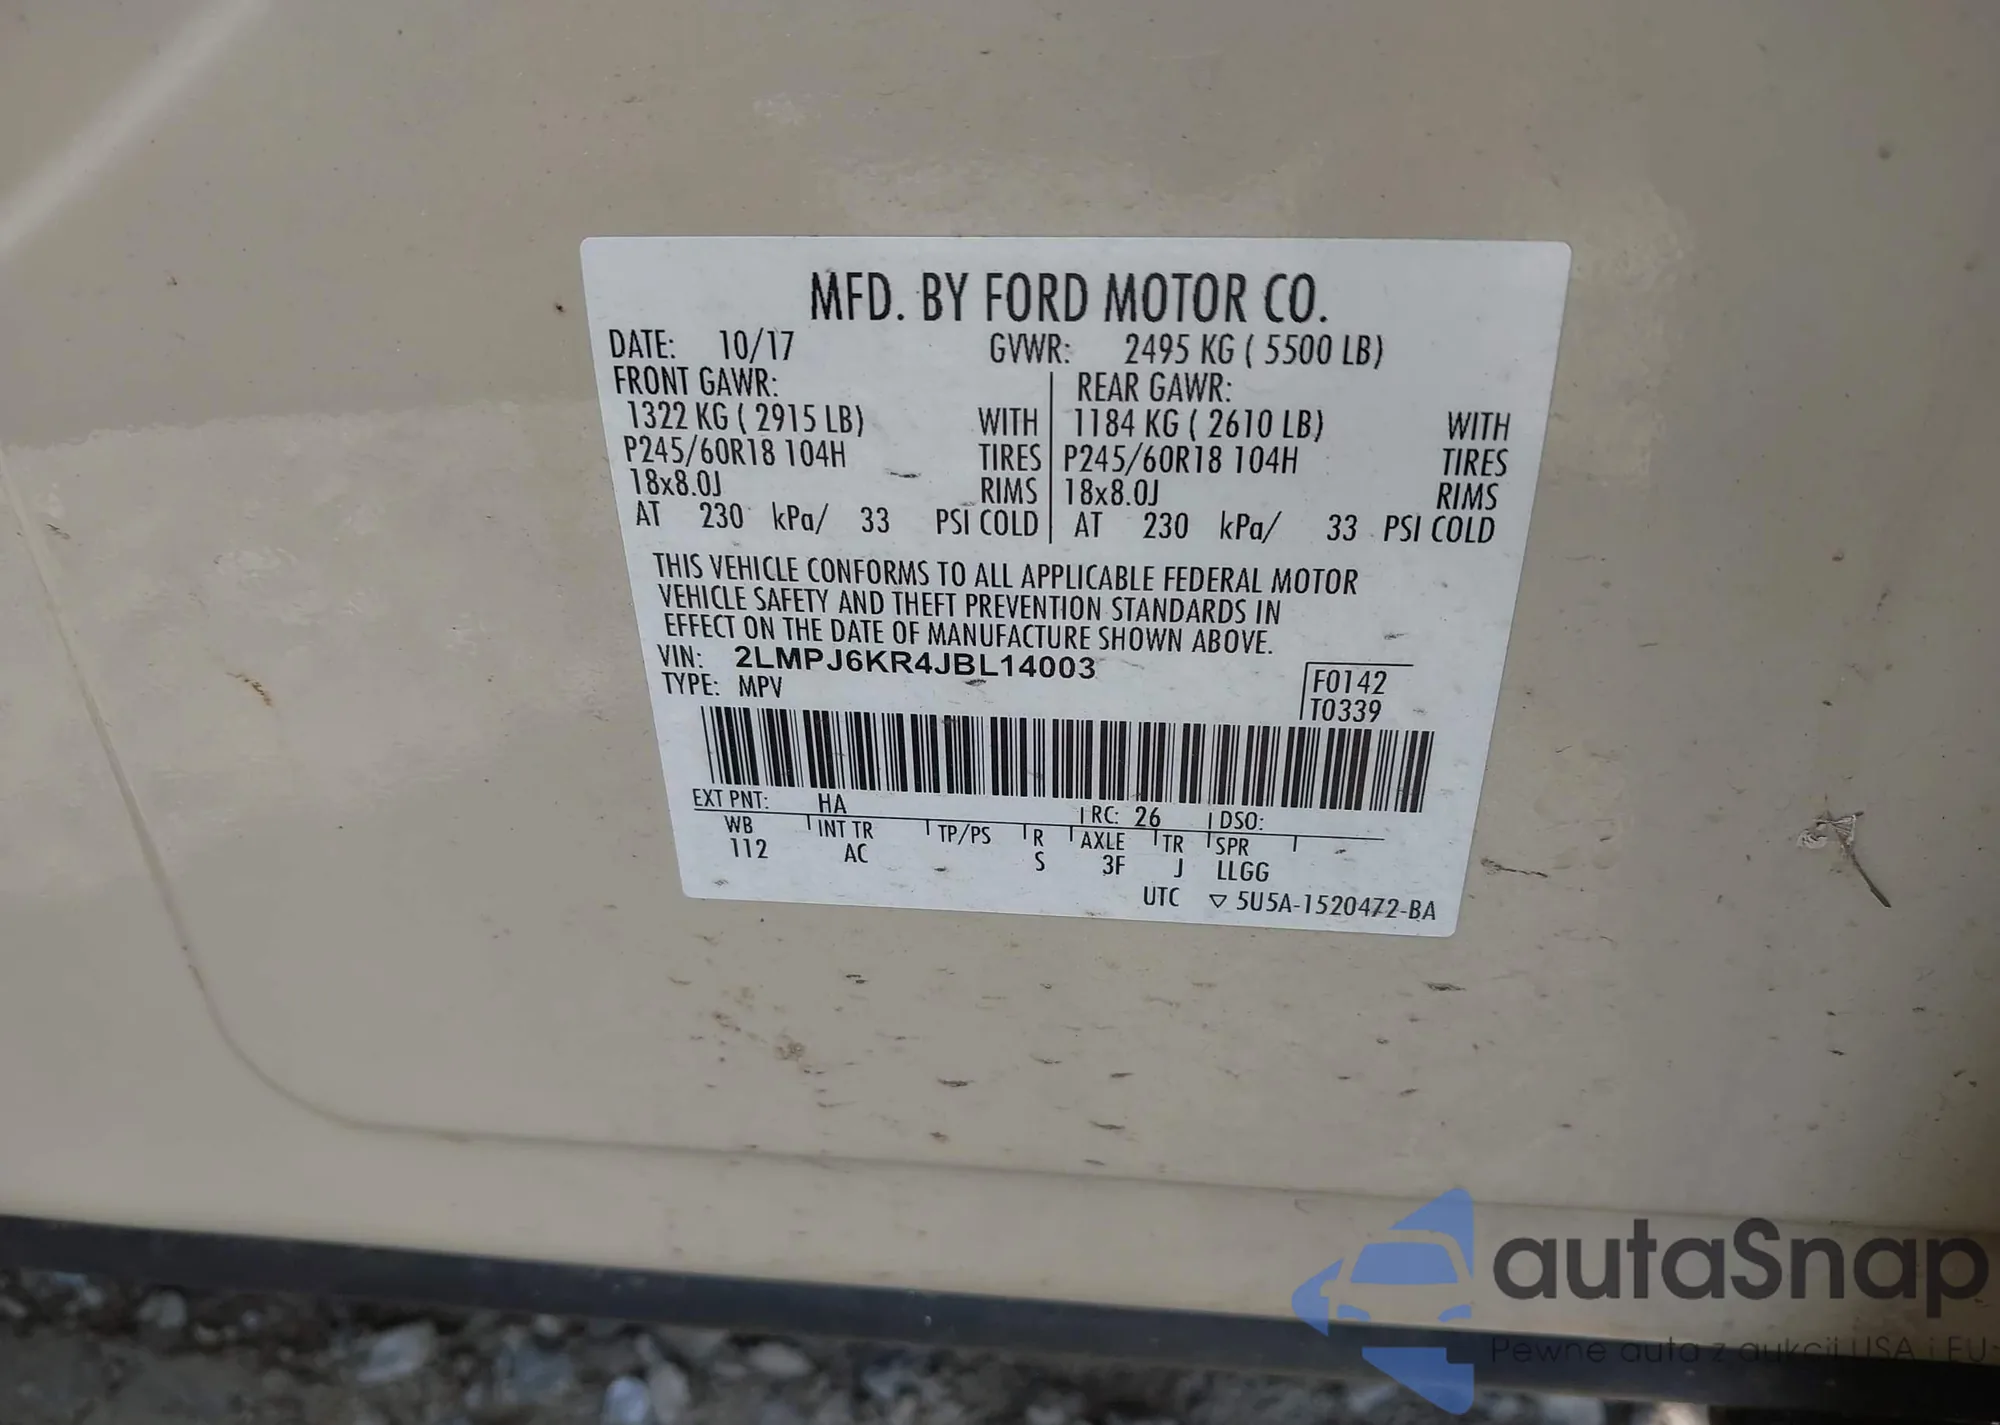 MFD. BY FORD MOTOR CO.
DATE: 10/17 GVWR: 2495 KG ( 5500 LB)
FRONT GAWR: REAR GAWR:
1322 KG ( 2915 LB) WITH 1184 KG ( 2610 LB) WITH
P245/60R18 104H TIRES P245/60R18 104H TIRES
18x8.0J RIMS 18x8.0J RIMS
AT 230 kPa/ 33 PSI COLD AT 230 kPa/ 33 PSI COLD
THIS VEHICLE CONFORMS TO ALL APPLICABLE FEDERAL MOTOR
VEHICLE SAFETY AND THEFT PREVENTION STANDARDS IN
EFFECT ON THE DATE OF MANUFACTURE SHOWN ABOVE.
VIN: 2LMPJ6KR4JBL14003
TYPE: MPV
F0142
T0339
EXT PNT: HA RC: 26 DSO:
WB INT TR TP/PS R AXLE TR SPR
112 AC S 3F J LLGG
UTC ▽ 5U5A-1520472-BA
autaSnap
Pewne auta z aukcji USA i EU